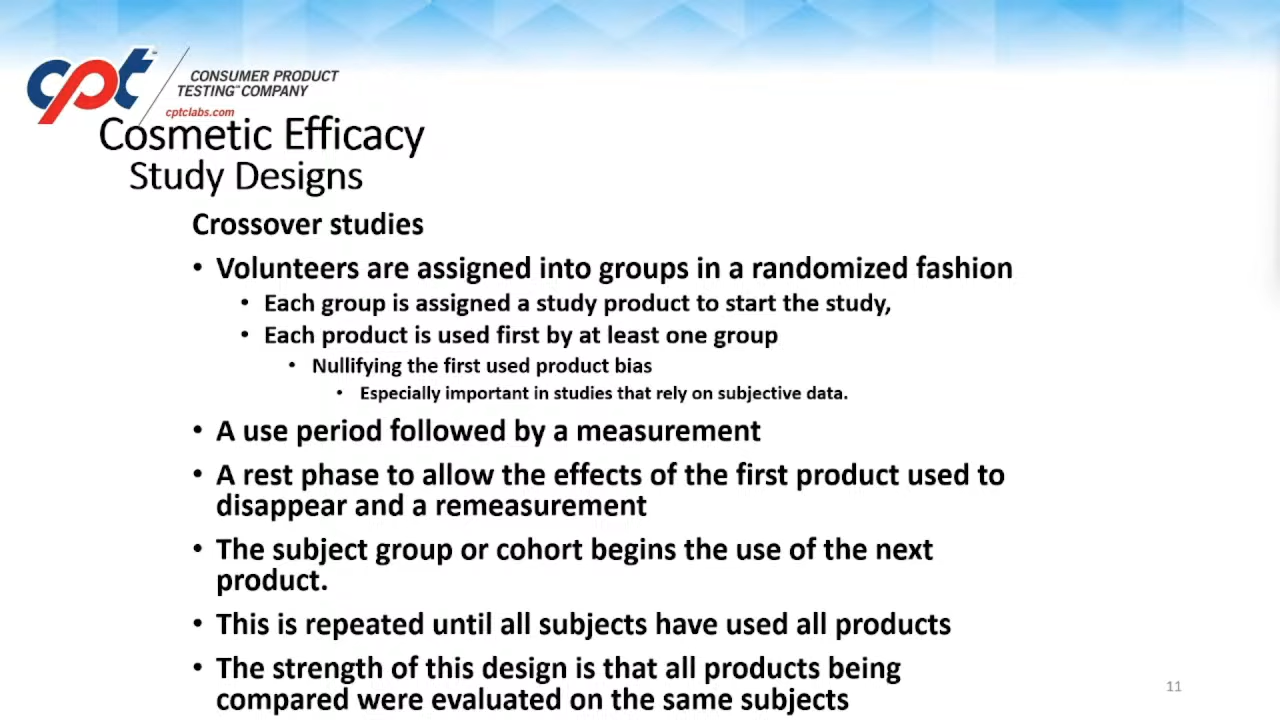 cpt
CONSUMER PRODUCT
TESTING COMPANY
cptclabs.com
Cosmetic Efficacy
Study Designs
Crossover studies
• Volunteers are assigned into groups in a randomized fashion
• Each group is assigned a study product to start the study,
• Each product is used first by at least one group
• Nullifying the first used product bias
• Especially important in studies that rely on subjective data.
• A use period followed by a measurement
• A rest phase to allow the effects of the first product used to
disappear and a remeasurement
• The subject group or cohort begins the use of the next
product.
• This is repeated until all subjects have used all products
• The strength of this design is that all products being
compared were evaluated on the same subjects
11